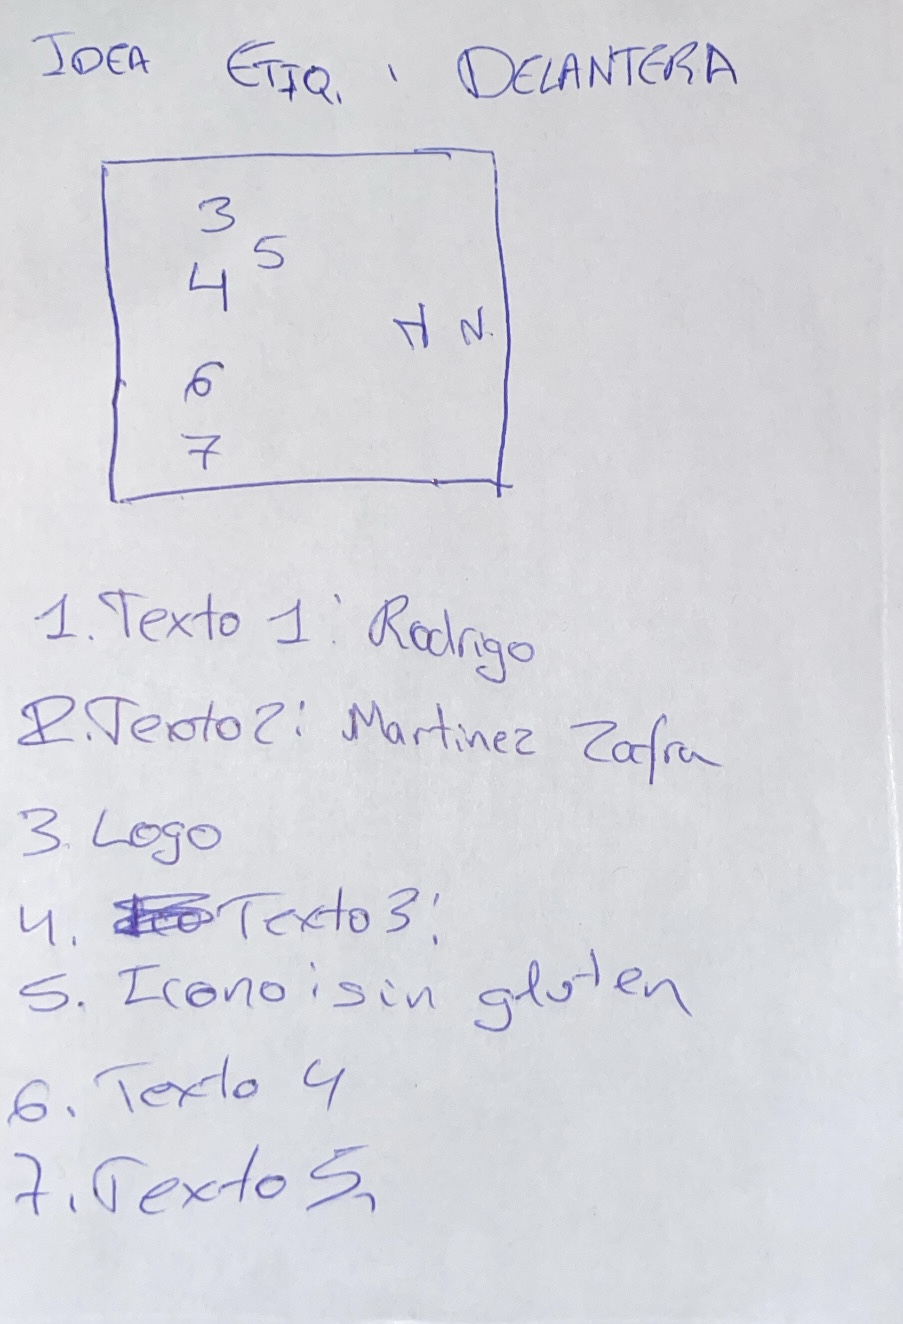 IDEA ETIQ. DELANTERA
3
5
4
N.
6
7
1. Texto 1: Rodrigo
2. Texto 2: Martinez Zafra
3. Logo
4. Texto 3:
5. Icono: sin gluten
6. Texto 4
7. Texto 5